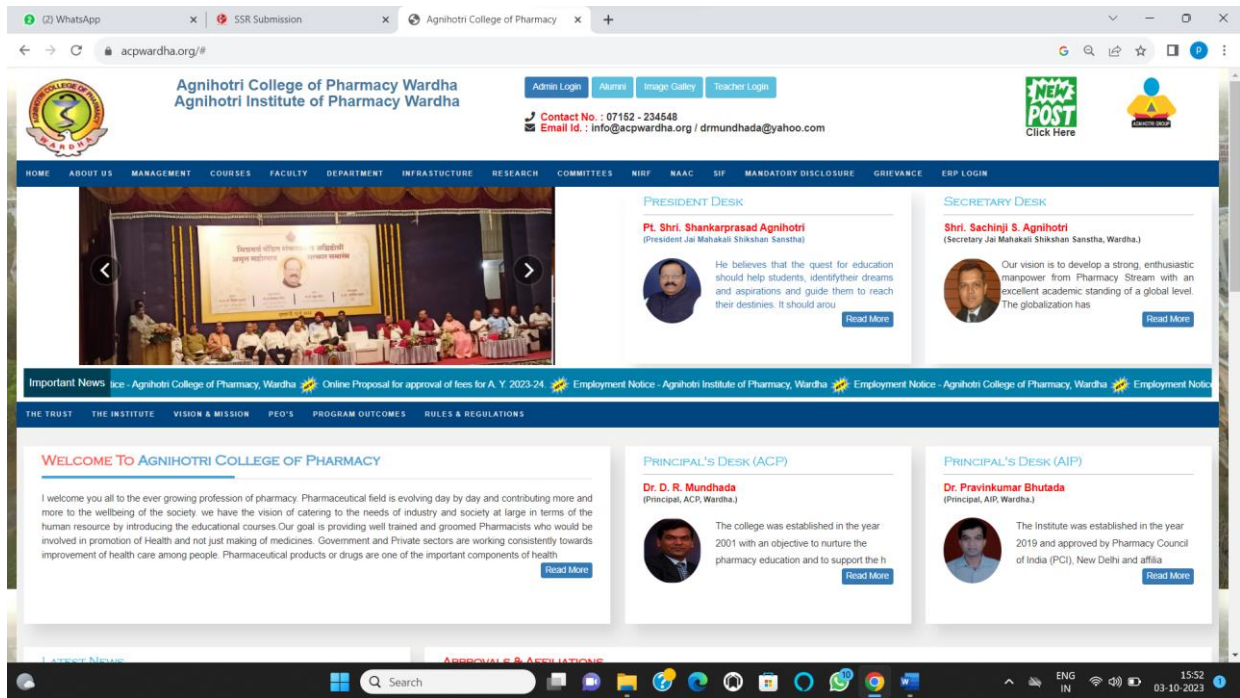 (2) WhatsApp
SSR Submission
Agnihotri College of Pharmacy
acpwardha.org/#
COLLEGE OF PHARMACY
WARDHA
Agnihotri College of Pharmacy Wardha
Agnihotri Institute of Pharmacy Wardha
Admin Login
Alumni
Image Galley
Teacher Login
Contact No. : 07152 - 234548
Email Id. : info@acpwardha.org / drmundhada@yahoo.com
NEW
POST
Click Here
AGNIHOTRI GROUP
HOME ABOUT US MANAGEMENT COURSES FACULTY DEPARTMENT INFRASTUCTURE RESEARCH COMMITTEES NIRF NAAC SIF MANDATORY DISCLOSURE GRIEVANCE ERP LOGIN
PRESIDENT DESK
Pt. Shri. Shankarprasad Agnihotri
(President Jai Mahakali Shikshan Sanstha)
He believes that the quest for education
should help students, identifytheir dreams
and aspirations and guide them to reach
their destinies. It should arou
Read More
SECRETARY DESK
Shri. Sachinji S. Agnihotri
(Secretary Jai Mahakali Shikshan Sanstha, Wardha.)
Our vision is to develop a strong, enthusiastic
manpower from Pharmacy Stream with an
excellent academic standing of a global level.
The globalization has
Read More
Important News
ice - Agnihotri College of Pharmacy, Wardha Online Proposal for approval of fees for A. Y. 2023-24. Employment Notice - Agnihotri Institute of Pharmacy, Wardha Employment Notice - Agnihotri College of Pharmacy, Wardha Employment Notic
THE TRUST THE INSTITUTE VISION & MISSION PEO'S PROGRAM OUTCOMES RULES & REGULATIONS
WELCOME TO AGNIHOTRI COLLEGE OF PHARMACY
I welcome you all to the ever growing profession of pharmacy. Pharmaceutical field is evolving day by day and contributing more and
more to the wellbeing of the society. we have the vision of catering to the needs of industry and society at large in terms of the
human resource by introducing the educational courses.Our goal is providing well trained and groomed Pharmacists who would be
involved in promotion of Health and not just making of medicines. Government and Private sectors are working consistently towards
improvement of health care among people. Pharmaceutical products or drugs are one of the important components of health
Read More
PRINCIPAL'S DESK (ACP)
Dr. D. R. Mundhada
(Principal, ACP, Wardha.)
The college was established in the year
2001 with an objective to nurture the
pharmacy education and to support the h
Read More
PRINCIPAL'S DESK (AIP)
Dr. Pravinkumar Bhutada
(Principal, AIP, Wardha.)
The Institute was established in the year
2019 and approved by Pharmacy Council
of India (PCI), New Delhi and affilia
Read More
LATEST NEWS
APPROVALS & AFFILIATIONS
Search
ENG
IN
15:52
03-10-2023